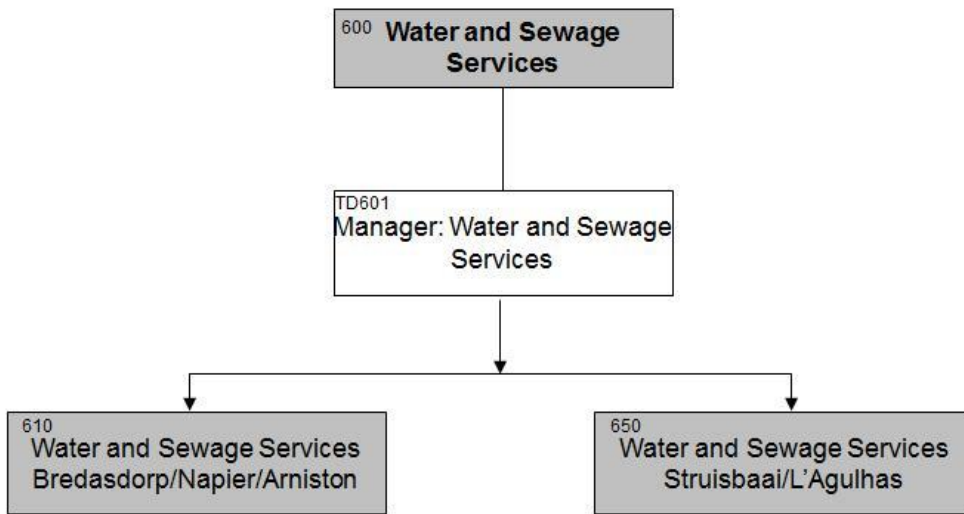 600 Water and Sewage
Services
TD601
Manager: Water and Sewage
Services
610
Water and Sewage Services
Bredasdorp/Napier/Arniston
650
Water and Sewage Services
Struisbaai/L’Agulhas